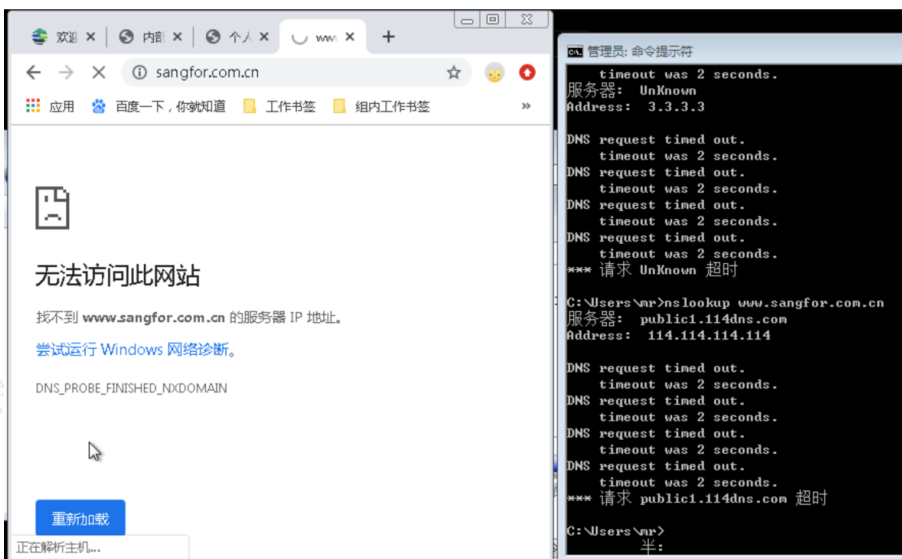 欢迎
内部
个人
www
sangfor.com.cn
应用
百度一下，你就知道
工作书签
组内工作书签
»
无法访问此网站
找不到 www.sangfor.com.cn 的服务器 IP 地址。
尝试运行 Windows 网络诊断。
DNS_PROBE_FINISHED_NXDOMAIN
重新加载
正在解析主机...
管理员: 命令提示符
timeout was 2 seconds.
服务器:  UnKnown
Address:  3.3.3.3
DNS request timed out.
timeout was 2 seconds.
DNS request timed out.
timeout was 2 seconds.
DNS request timed out.
timeout was 2 seconds.
DNS request timed out.
timeout was 2 seconds.
*** 请求 UnKnown 超时
C:\Users\mr>nslookup www.sangfor.com.cn
服务器:  public1.114dns.com
Address:  114.114.114.114
DNS request timed out.
timeout was 2 seconds.
DNS request timed out.
timeout was 2 seconds.
DNS request timed out.
timeout was 2 seconds.
DNS request timed out.
timeout was 2 seconds.
*** 请求 public1.114dns.com 超时
C:\Users\mr>
半: